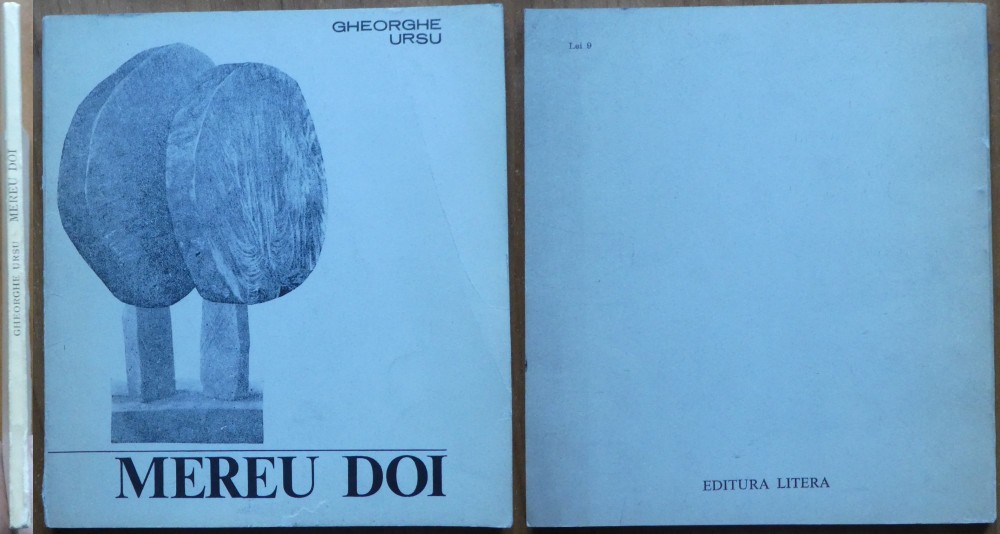 GHEORGHE URSU - MEREU DOI
GHEORGHE
URSU
MEREU DOI
Lei 9
EDITURA LITERA